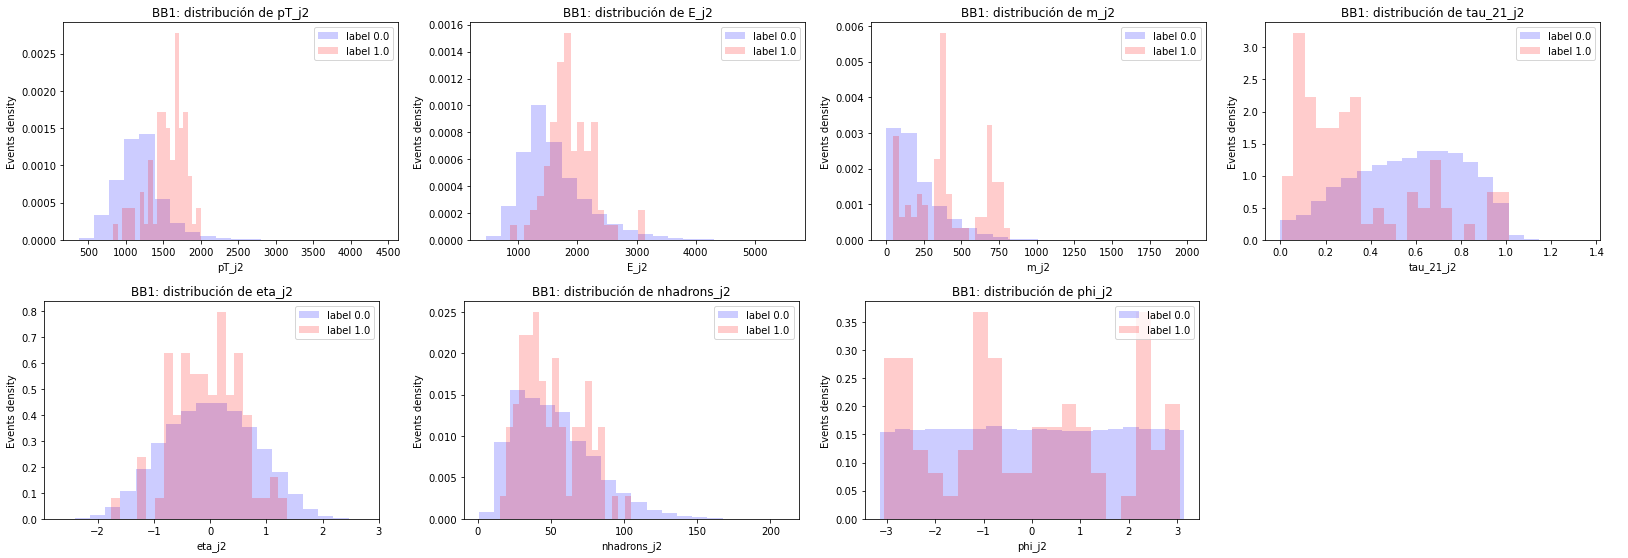 BB1: distribución de pT_j2
label 0.0
label 1.0
Events density
0.0025
0.0020
0.0015
0.0010
0.0005
0.0000
500 1000 1500 2000 2500 3000 3500 4000 4500
pT_j2
BB1: distribución de E_j2
label 0.0
label 1.0
Events density
0.0016
0.0014
0.0012
0.0010
0.0008
0.0006
0.0004
0.0002
0.0000
1000 2000 3000 4000 5000
E_j2
BB1: distribución de m_j2
label 0.0
label 1.0
Events density
0.006
0.005
0.004
0.003
0.002
0.001
0.000
0 250 500 750 1000 1250 1500 1750 2000
m_j2
BB1: distribución de tau_21_j2
label 0.0
label 1.0
Events density
3.0
2.5
2.0
1.5
1.0
0.5
0.0
0.0 0.2 0.4 0.6 0.8 1.0 1.2 1.4
tau_21_j2
BB1: distribución de eta_j2
label 0.0
label 1.0
Events density
0.8
0.7
0.6
0.5
0.4
0.3
0.2
0.1
0.0
−2 −1 0 1 2 3
eta_j2
BB1: distribución de nhadrons_j2
label 0.0
label 1.0
Events density
0.025
0.020
0.015
0.010
0.005
0.000
0 50 100 150 200
nhadrons_j2
BB1: distribución de phi_j2
label 0.0
label 1.0
Events density
0.35
0.30
0.25
0.20
0.15
0.10
0.05
0.00
−3 −2 −1 0 1 2 3
phi_j2